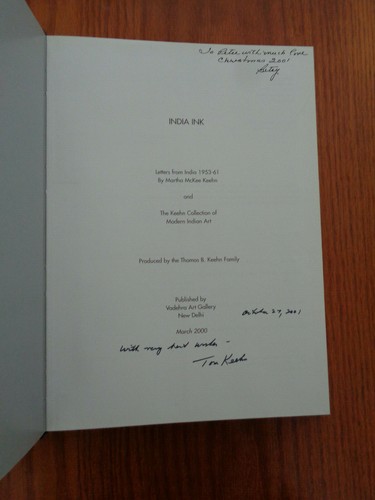 To Peter with much love
Christmas 2001
Betsy
INDIA INK
Letters from India 1953-61
By Martha McKee Keehn
and
The Keehn Collection of
Modern Indian Art
Produced by the Thomas B. Keehn Family
Published by
Vadehra Art Gallery
New Delhi
March 2000
October 27, 2001
With very best wishes -
Tom Keehn